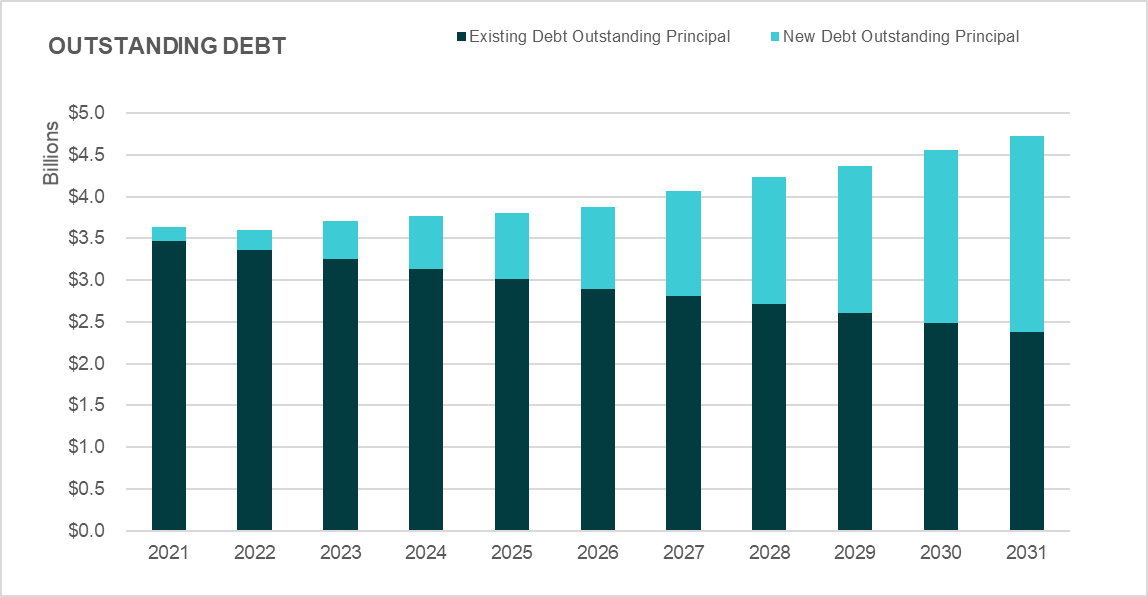 OUTSTANDING DEBT
Existing Debt Outstanding Principal
New Debt Outstanding Principal
Billions
$5.0
$4.5
$4.0
$3.5
$3.0
$2.5
$2.0
$1.5
$1.0
$0.5
$0.0
2021 2022 2023 2024 2025 2026 2027 2028 2029 2030 2031